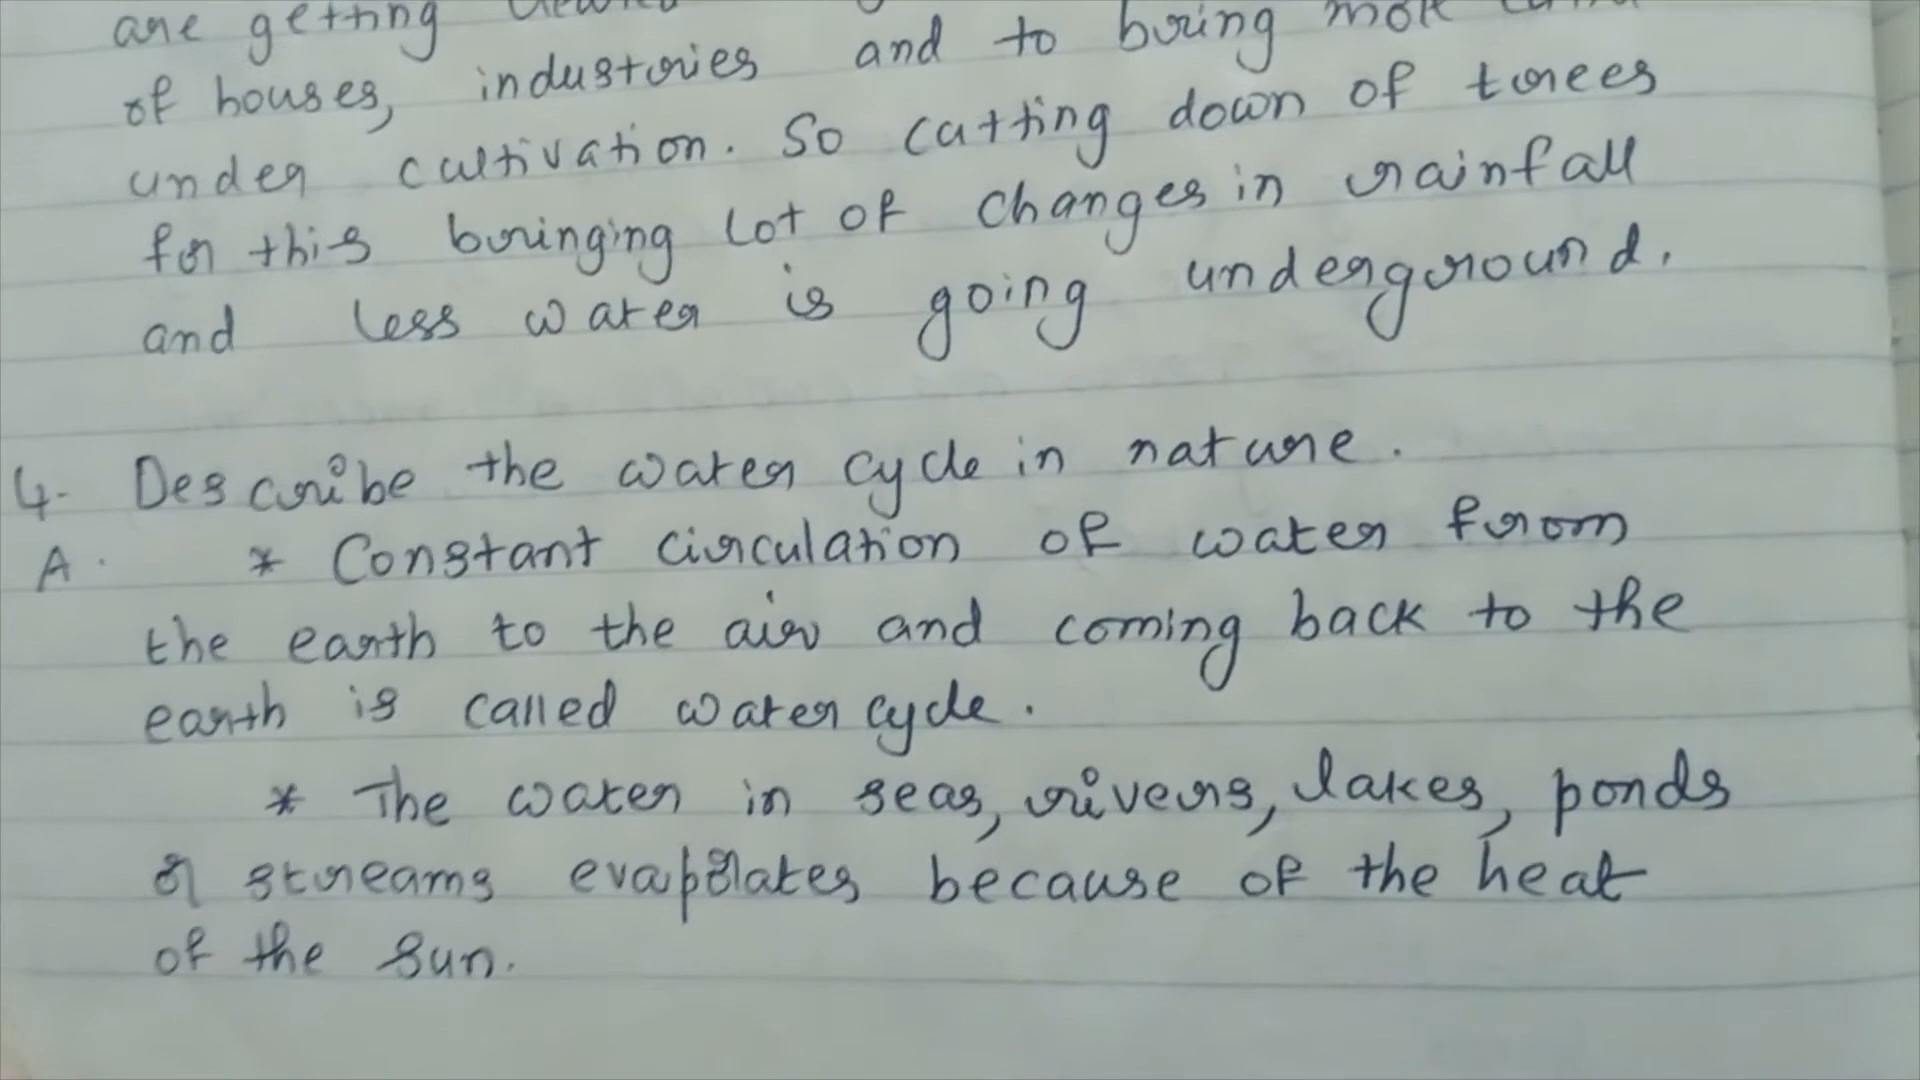 are getting
of houses, industries and to bring more
under cultivation. So cutting down of trees
for this bringing lot of changes in rainfall
and less water is going underground.
4. Describe the water cycle in nature.
A. * Constant circulation of water from
the earth to the air and coming back to the
earth is called water cycle.
* The water in seas, rivers, lakes, ponds
or streams evaporates because of the heat
of the sun.